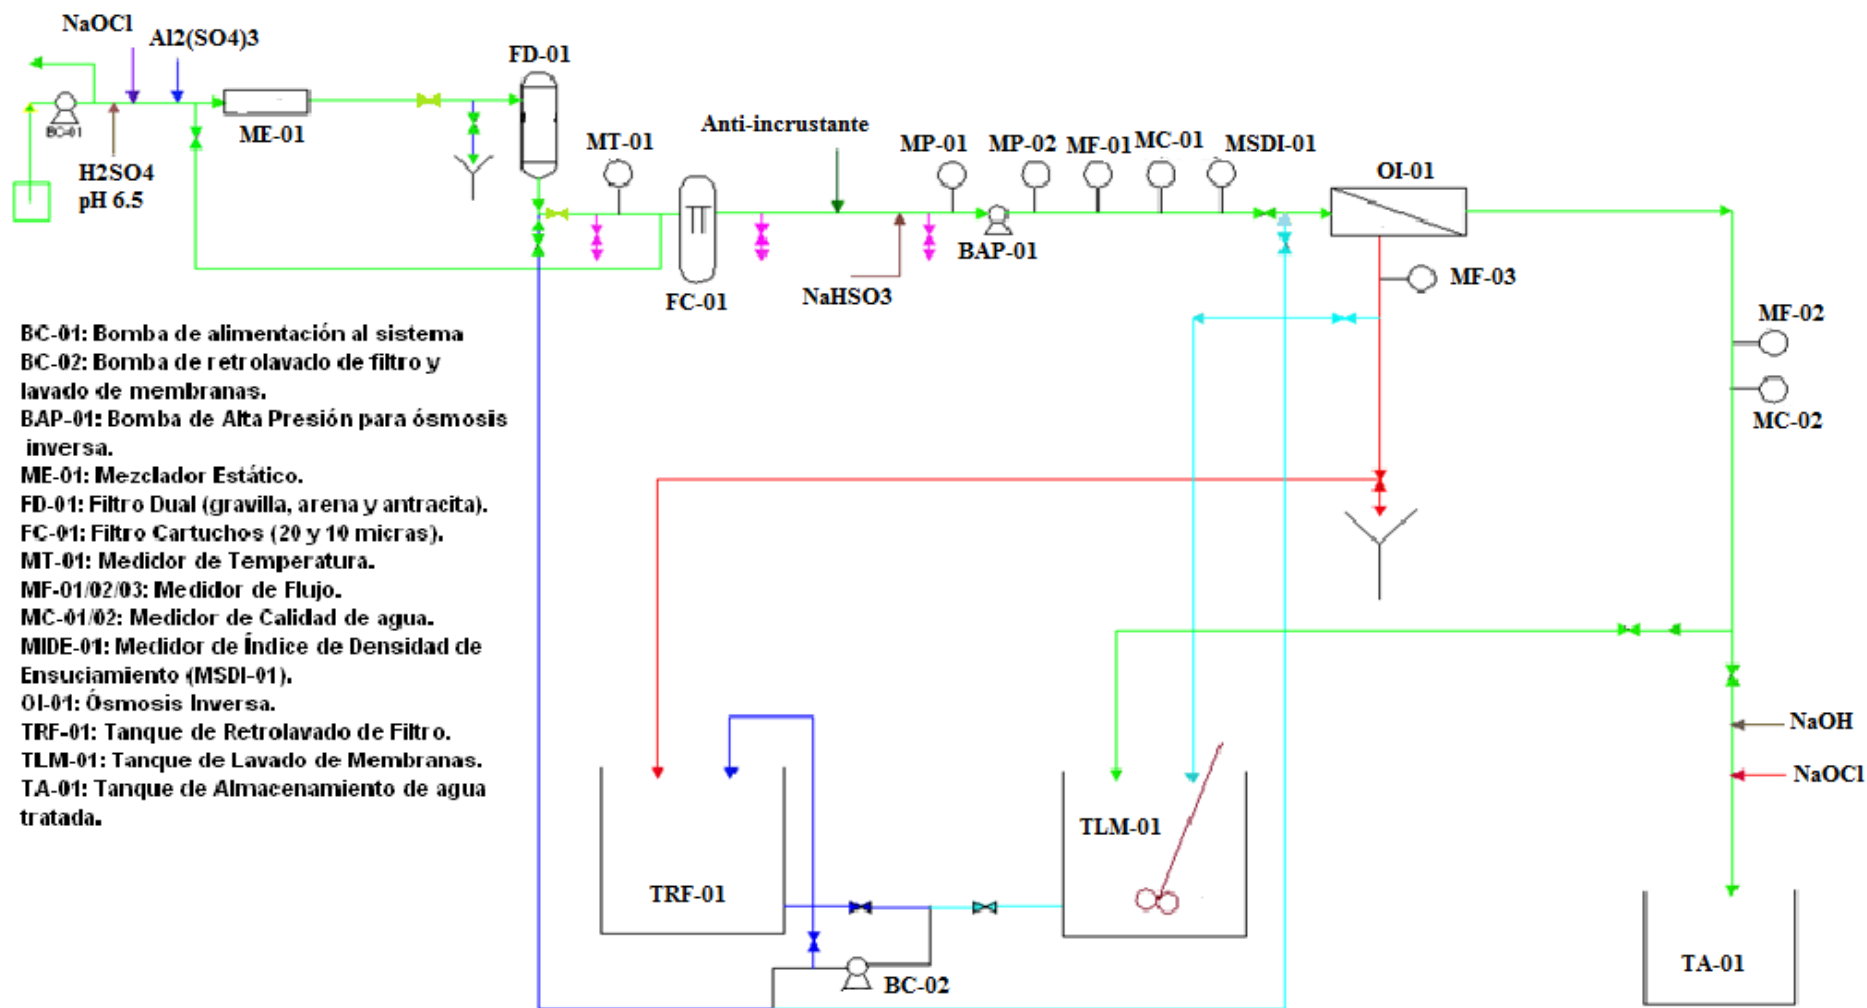 NaOCl
Al2(SO4)3
FD-01
BC-01
ME-01
H2SO4
pH 6.5
MT-01
Anti-incrustante
MP-01
MP-02
MF-01
MC-01
MSDI-01
OI-01
FC-01
NaHSO3
BAP-01
MF-03
MF-02
MC-02
BC-01: Bomba de alimentación al sistema
BC-02: Bomba de retrolavado de filtro y
lavado de membranas.
BAP-01: Bomba de Alta Presión para ósmosis
inversa.
ME-01: Mezclador Estático.
FD-01: Filtro Dual (gravilla, arena y antracita).
FC-01: Filtro Cartuchos (20 y 10 micras).
MT-01: Medidor de Temperatura.
MF-01/02/03: Medidor de Flujo.
MC-01/02: Medidor de Calidad de agua.
MIDE-01: Medidor de Índice de Densidad de
Ensuciamiento (MSDI-01).
OI-01: Ósmosis Inversa.
TRF-01: Tanque de Retrolavado de Filtro.
TLM-01: Tanque de Lavado de Membranas.
TA-01: Tanque de Almacenamiento de agua
tratada.
NaOH
NaOCl
TLM-01
TRF-01
BC-02
TA-01